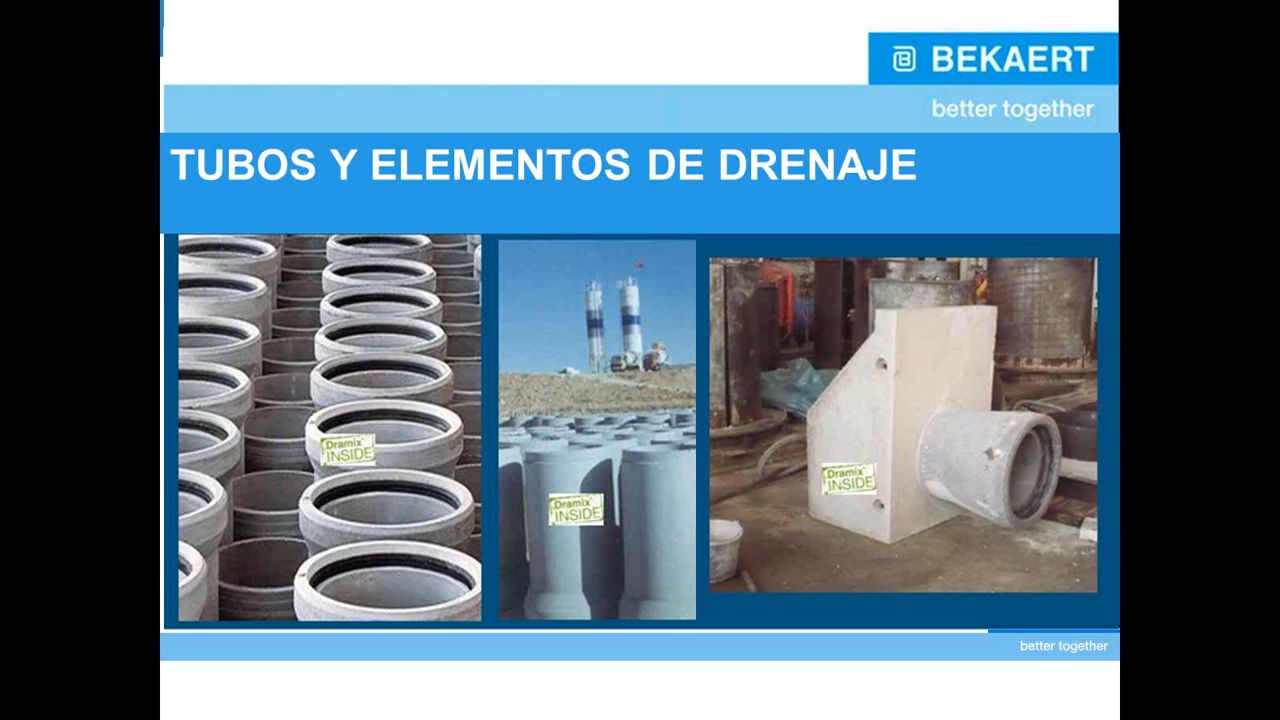 BEKAERT
better together
TUBOS Y ELEMENTOS DE DRENAJE
Dramix®
INSIDE
Dramix®
INSIDE
Dramix®
INSIDE
better together